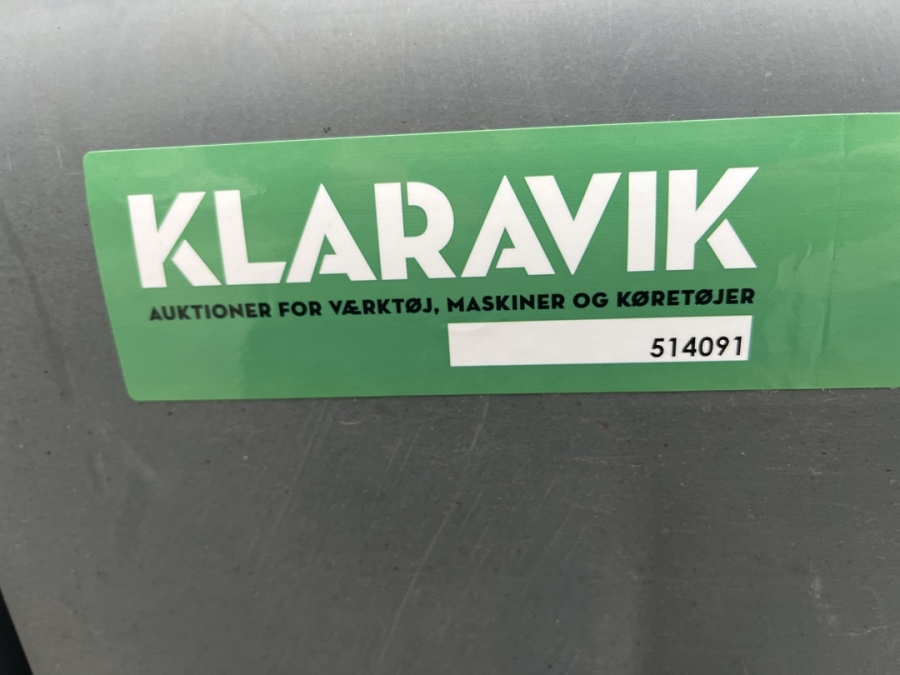 KLARAVIK
AUKTIONER FOR VÆRKTØJ, MASKINER OG KØRETØJER
514091